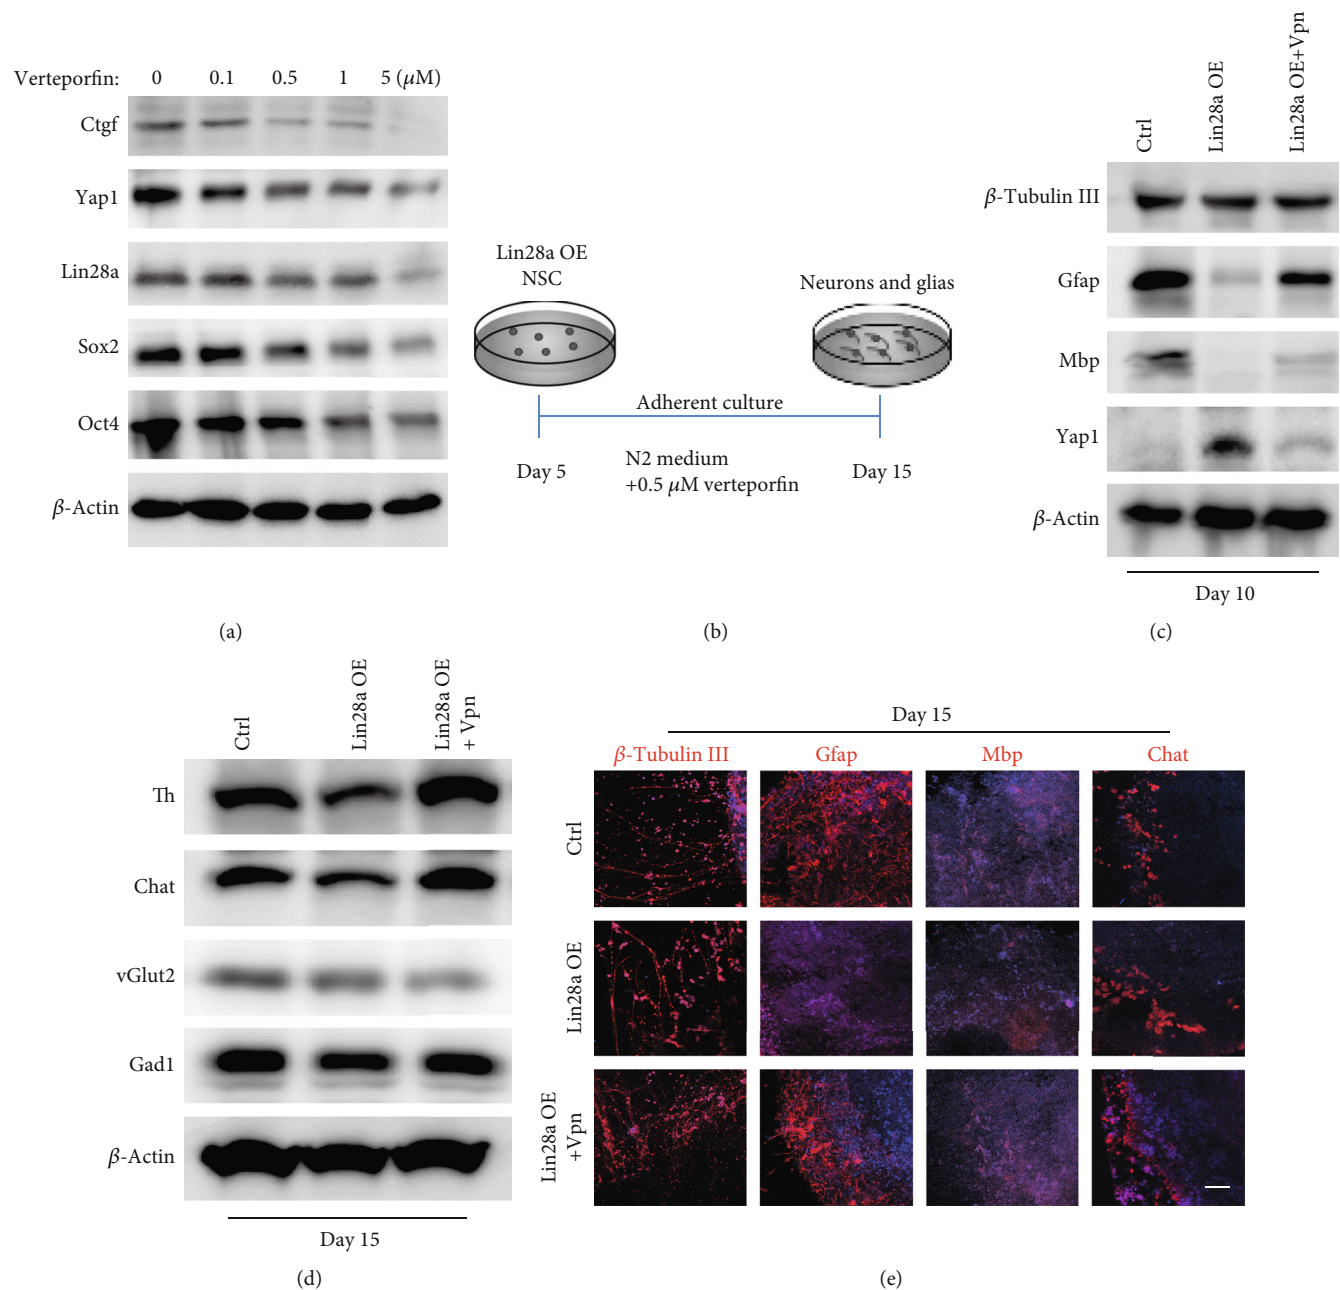 Verteporfin: 0 0.1 0.5 1 5 (μM)
Ctgf
Yap1
Lin28a
Sox2
Oct4
β-Actin
(a)
Lin28a OE
NSC
Neurons and glias
Adherent culture
Day 5
N2 medium
+0.5 μM verteporfin
Day 15
(b)
Ctrl
Lin28a OE
Lin28a OE+Vpn
β-Tubulin III
Gfap
Mbp
Yap1
β-Actin
Day 10
(c)
Ctrl
Lin28a OE
Lin28a OE
+ Vpn
Th
Chat
vGlut2
Gad1
β-Actin
Day 15
(d)
Day 15
β-Tubulin III Gfap Mbp Chat
Ctrl
Lin28a OE
Lin28a OE
+Vpn
(e)